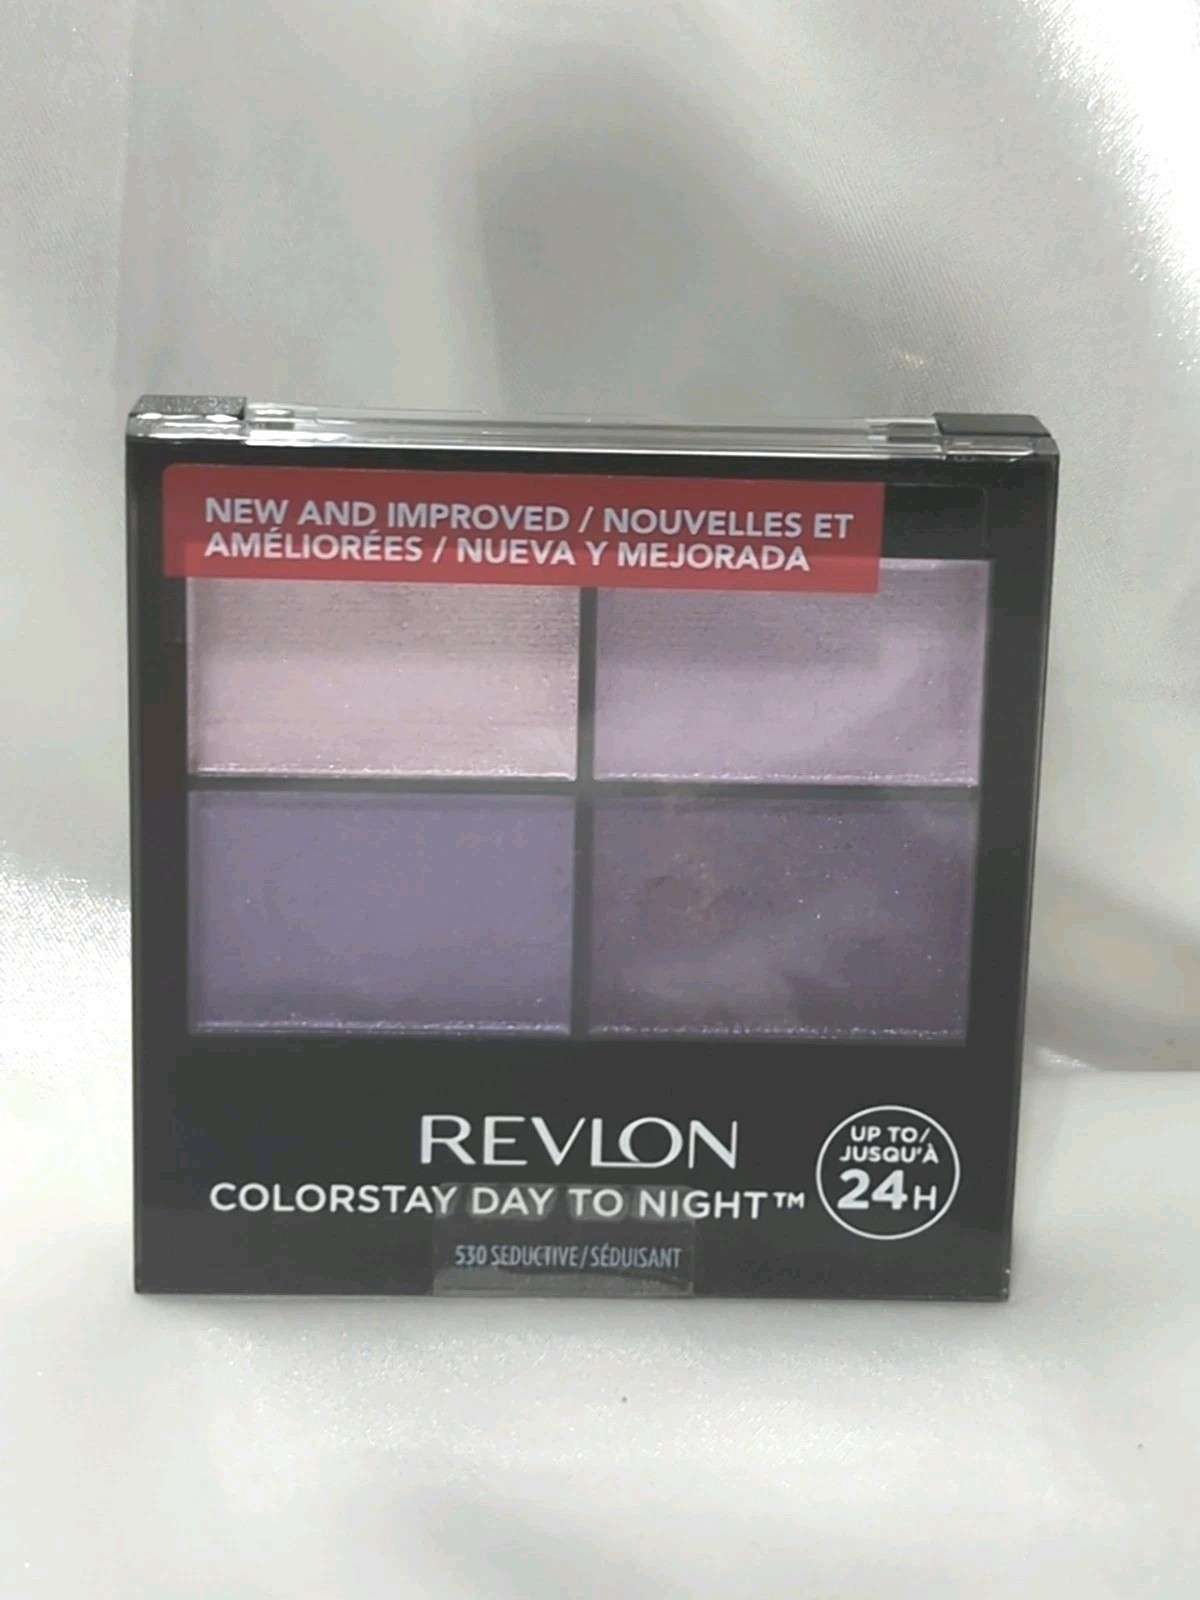 NEW AND IMPROVED / NOUVELLES ET
AMÉLIORÉES / NUEVA Y MEJORADA
REVLON
COLORSTAY DAY TO NIGHT™
UP TO/
JUSQU'À
24H
530 SEDUCTIVE/SÉDUISANT